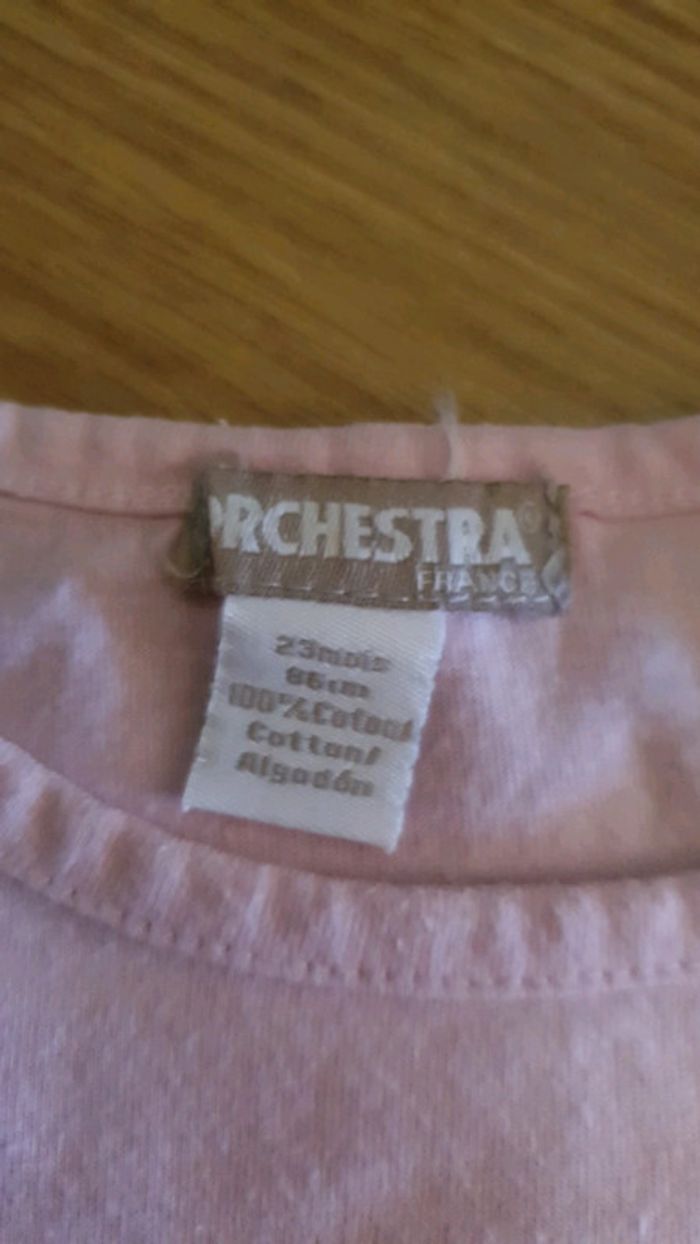 ORCHESTRA®
FRANCE
23mois
86cm
100%Coton/
Cotton/
Algodón